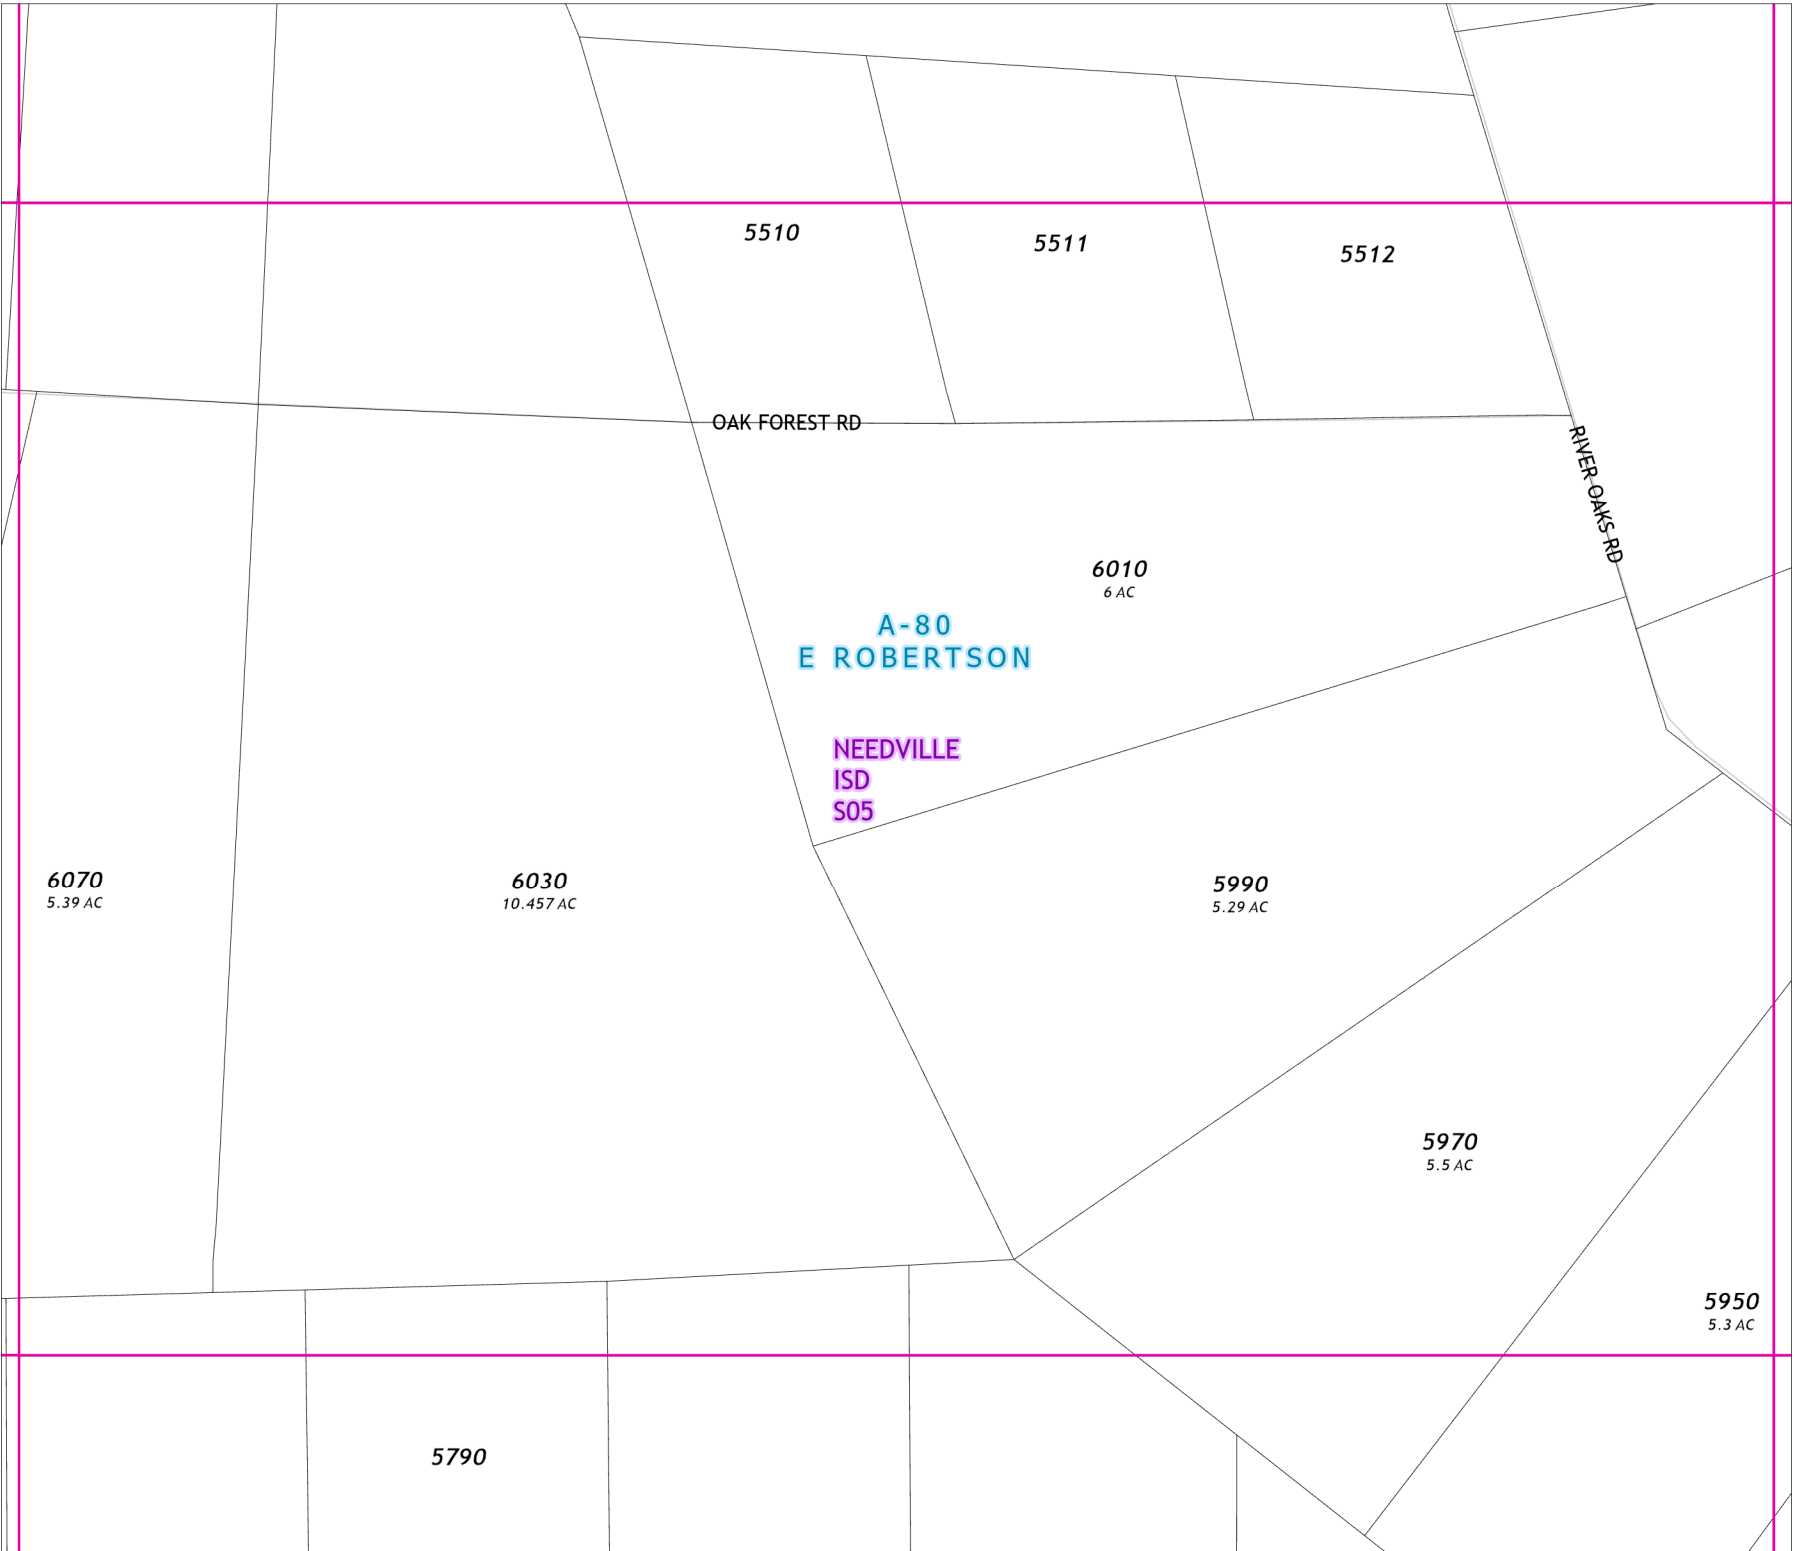 5510
5511
5512
OAK FOREST RD
RIVER OAKS RD
6010
6 AC
A-80
E ROBERTSON
NEEDVILLE
ISD
S05
6070
5.39 AC
6030
10.457 AC
5990
5.29 AC
5970
5.5 AC
5950
5.3 AC
5790